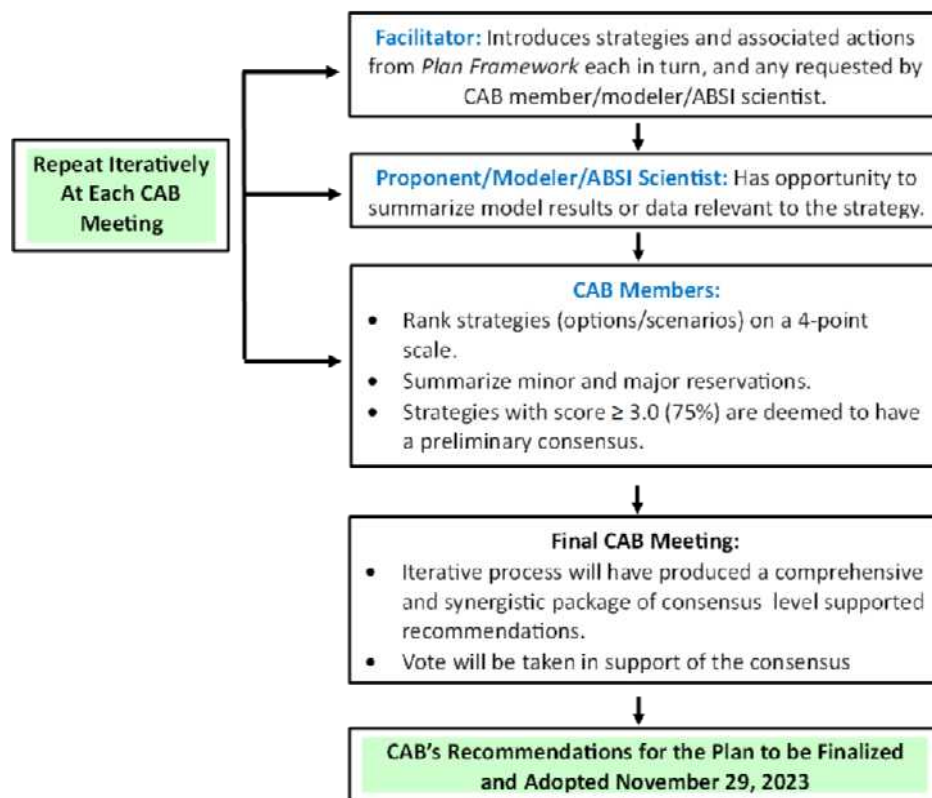 Facilitator: Introduces strategies and associated actions
from Plan Framework each in turn, and any requested by
CAB member/modeler/ABSI scientist.
Repeat Iteratively
At Each CAB
Meeting
Proponent/Modeler/ABSI Scientist: Has opportunity to
summarize model results or data relevant to the strategy.
CAB Members:
• Rank strategies (options/scenarios) on a 4-point
scale.
• Summarize minor and major reservations.
• Strategies with score ≥ 3.0 (75%) are deemed to have
a preliminary consensus.
Final CAB Meeting:
• Iterative process will have produced a comprehensive
and synergistic package of consensus level supported
recommendations.
• Vote will be taken in support of the consensus
CAB's Recommendations for the Plan to be Finalized
and Adopted November 29, 2023